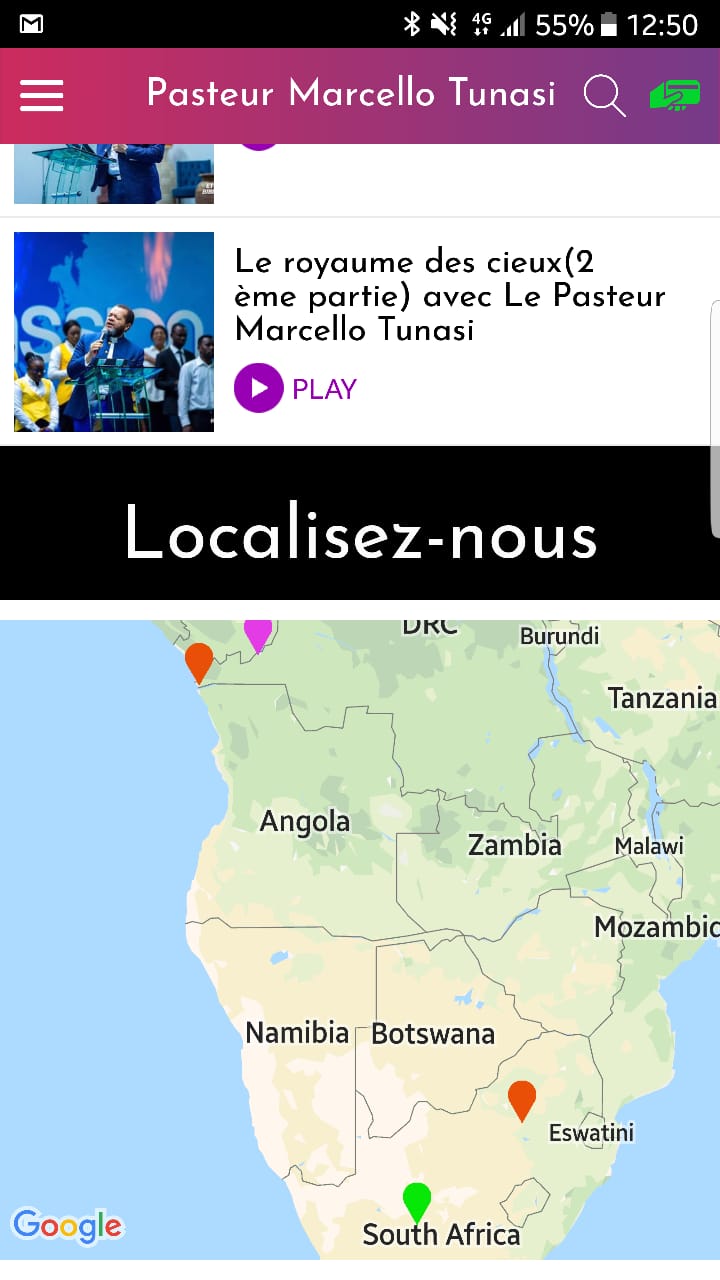 4G 55% 12:50
Pasteur Marcello Tunasi
Le royaume des cieux(2
ème partie) avec Le Pasteur
Marcello Tunasi
PLAY
Localisez-nous
DRC
Burundi
Tanzania
Angola
Zambia
Malawi
Mozambic
Namibia
Botswana
Eswatini
South Africa
Google